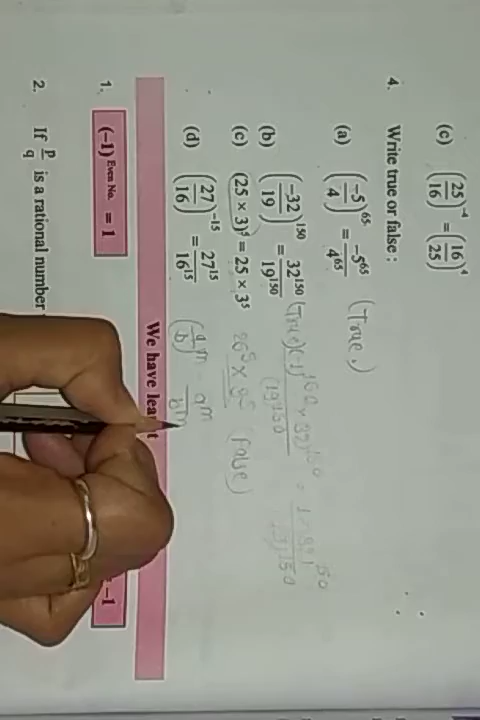 (c) (25/16)^-4 = (16/25)^4
4. Write true or false :
(a) (-5/4)^65 = -5^65/4^65 (True)
(b) (-32/19)^150 = 32^150/19^150 (True)
(c) (25 × 3)^5 = 25 × 3^5 (false)
(d) (27/16)^-15 = 27^15/16^15 (a/b)^m = a^m/b^m
We have lea t
1. (-1)^Even No. = 1 -1
2. If p/q is a rational number